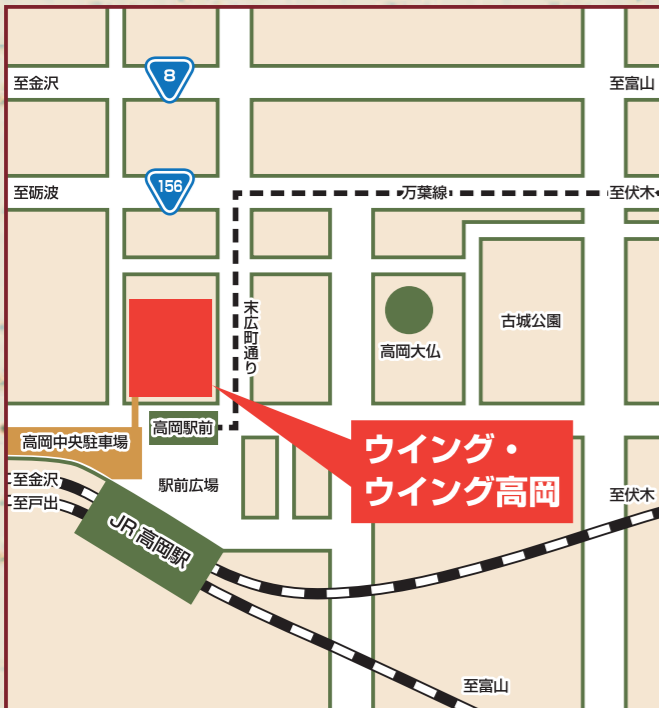 至金沢
8
至富山
至砺波
156
万葉線
至伏木
末広町通り
高岡大仏
古城公園
高岡駅前
高岡中央駐車場
ウイング・
ウイング高岡
至金沢
至戸出
駅前広場
至伏木
JR高岡駅
至富山